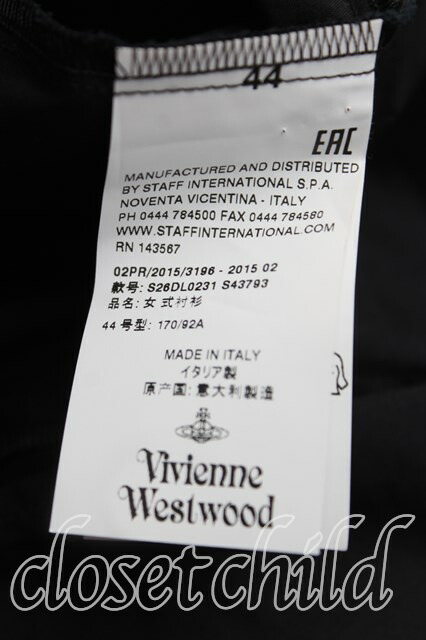 44
EAC
MANUFACTURED AND DISTRIBUTED
BY STAFF INTERNATIONAL S.P.A.
NOVENTA VICENTINA - ITALY
PH 0444 784500 FAX 0444 784580
WWW.STAFFINTERNATIONAL.COM
RN 143567
02PR/2015/3196 - 2015 02
款号: S26DL0231 S43793
品名: 女式衬衫
44 号型: 170/92A
MADE IN ITALY
イタリア製
原产国: 意大利製造
Vivienne
Westwood
closetchild